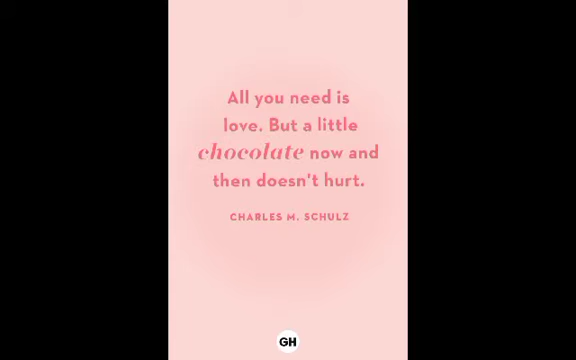 All you need is
love. But a little
chocolate now and
then doesn't hurt.
CHARLES M. SCHULZ
GH